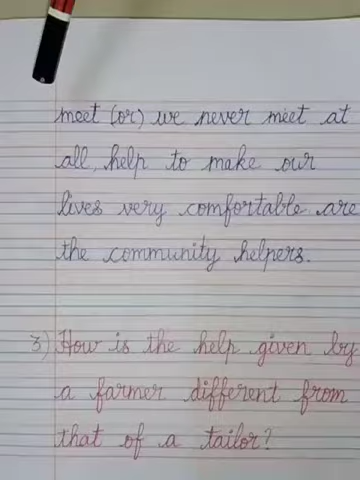 meet (or) we never meet at
all, help to make our
lives very comfortable are
the community helpers.
3) How is the help given by
a farmer different from
that of a tailor?